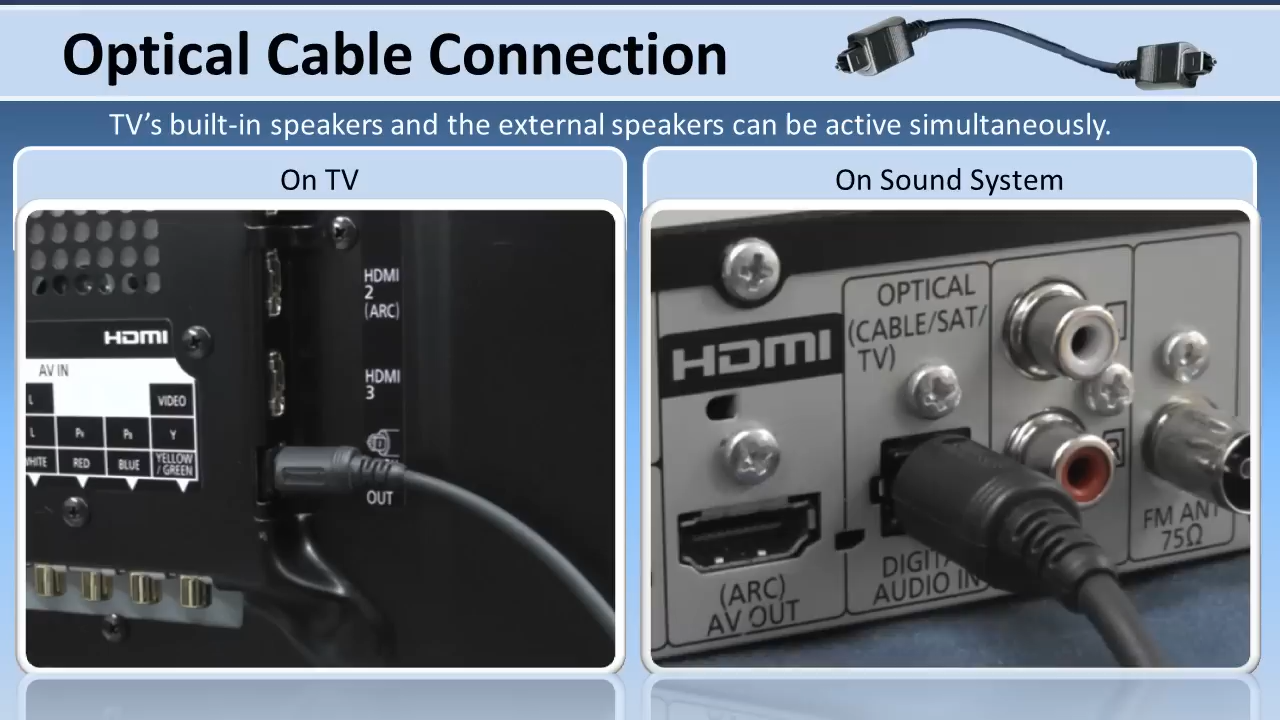 Optical Cable Connection
TV's built-in speakers and the external speakers can be active simultaneously.
On TV
On Sound System
HDMI
2
(ARC)
HDMI
3
OUT
HDMI
AV IN
L
VIDEO
L
PB
Y
RED
BLUE
YELLOW
/ GREEN
HDMI
(ARC)
AV OUT
OPTICAL
(CABLE/SAT/
TV)
AUDIO IN
R
FM ANT
75Ω